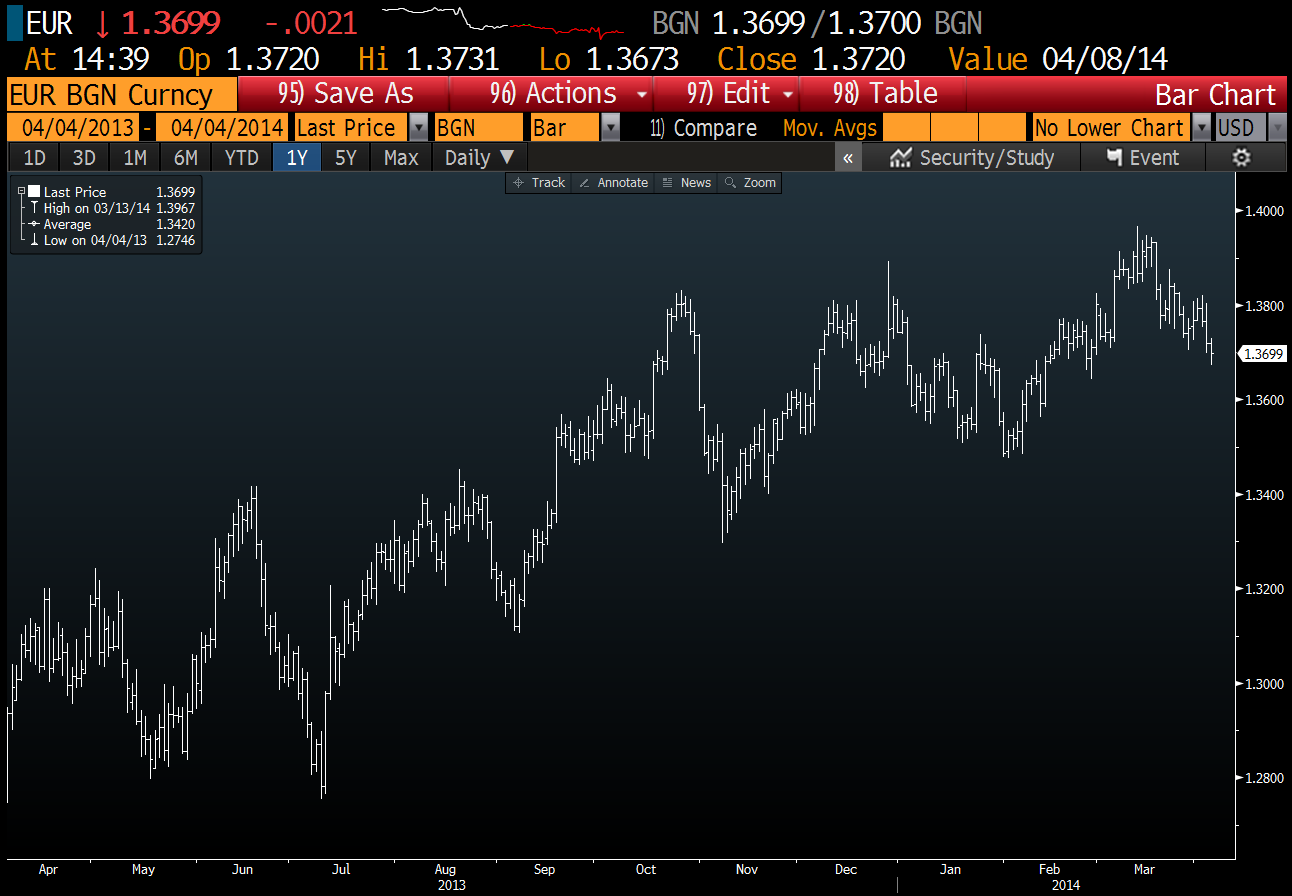 EUR ↓ 1.3699 -.0021 BGN 1.3699/1.3700 BGN
At 14:39 Op 1.3720 Hi 1.3731 Lo 1.3673 Close 1.3720 Value 04/08/14
EUR BGN Curncy 95) Save As 96) Actions 97) Edit 98) Table Bar Chart
04/04/2013 - 04/04/2014 Last Price BGN Bar 11) Compare Mov. Avgs No Lower Chart USD
1D 3D 1M 6M YTD 1Y 5Y Max Daily ▼ « Security/Study Event
Track Annotate News Zoom
Last Price 1.3699
High on 03/13/14 1.3967
Average 1.3420
Low on 04/04/13 1.2746
1.4000
1.3800
1.3699
1.3600
1.3400
1.3200
1.3000
1.2800
Apr May Jun Jul Aug Sep Oct Nov Dec Jan Feb Mar
2013 2014